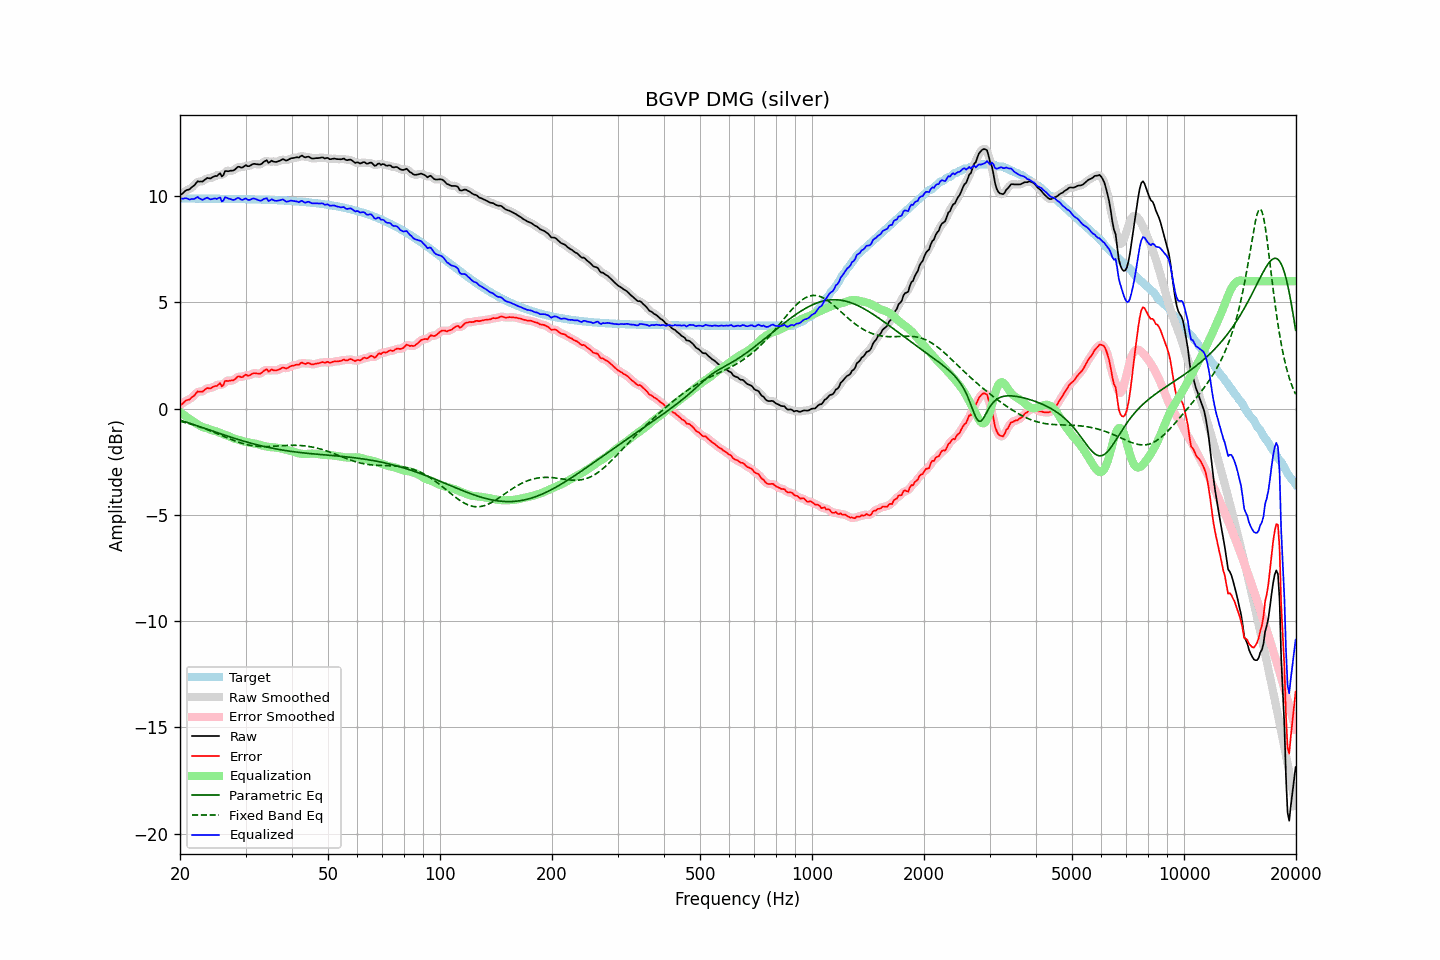 BGVP DMG (silver)
Amplitude (dBr)
10
5
0
−5
−10
−15
−20
Target
Raw Smoothed
Error Smoothed
Raw
Error
Equalization
Parametric Eq
Fixed Band Eq
Equalized
20 50 100 200 500 1000 2000 5000 10000 20000
Frequency (Hz)